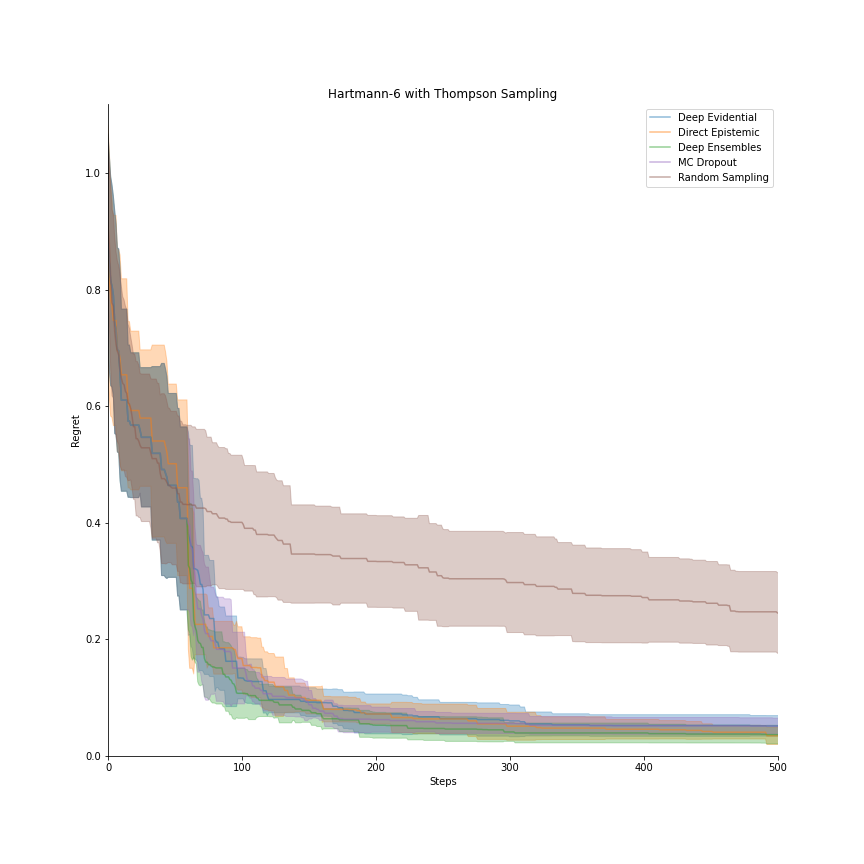 Hartmann-6 with Thompson Sampling
Deep Evidential
Direct Epistemic
Deep Ensembles
MC Dropout
Random Sampling
1.0
0.8
0.6
0.4
0.2
0.0
Regret
0 100 200 300 400 500
Steps